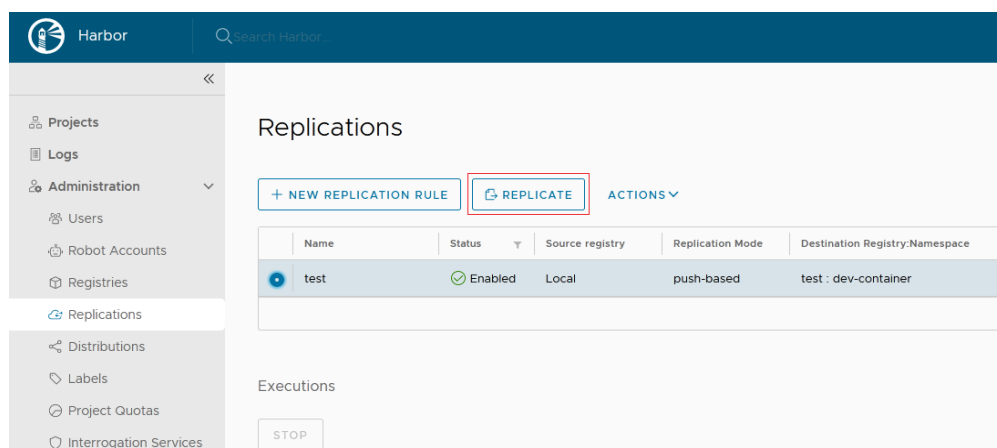 Harbor
Search Harbor...
Projects
Logs
Administration
Users
Robot Accounts
Registries
Replications
Distributions
Labels
Project Quotas
Interrogation Services
Replications
+ NEW REPLICATION RULE REPLICATE ACTIONS
Name Status Source registry Replication Mode Destination Registry:Namespace
test Enabled Local push-based test : dev-container
Executions
STOP